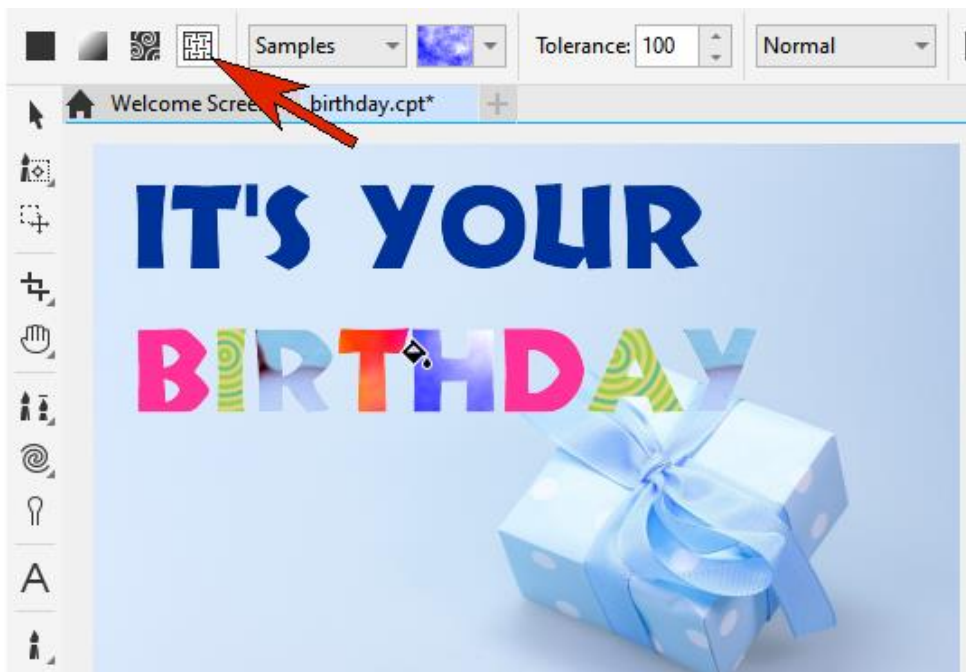 Samples Tolerance: 100 Normal
Welcome Scree birthday.cpt*
IT'S YOUR
BIRTHDAY
A